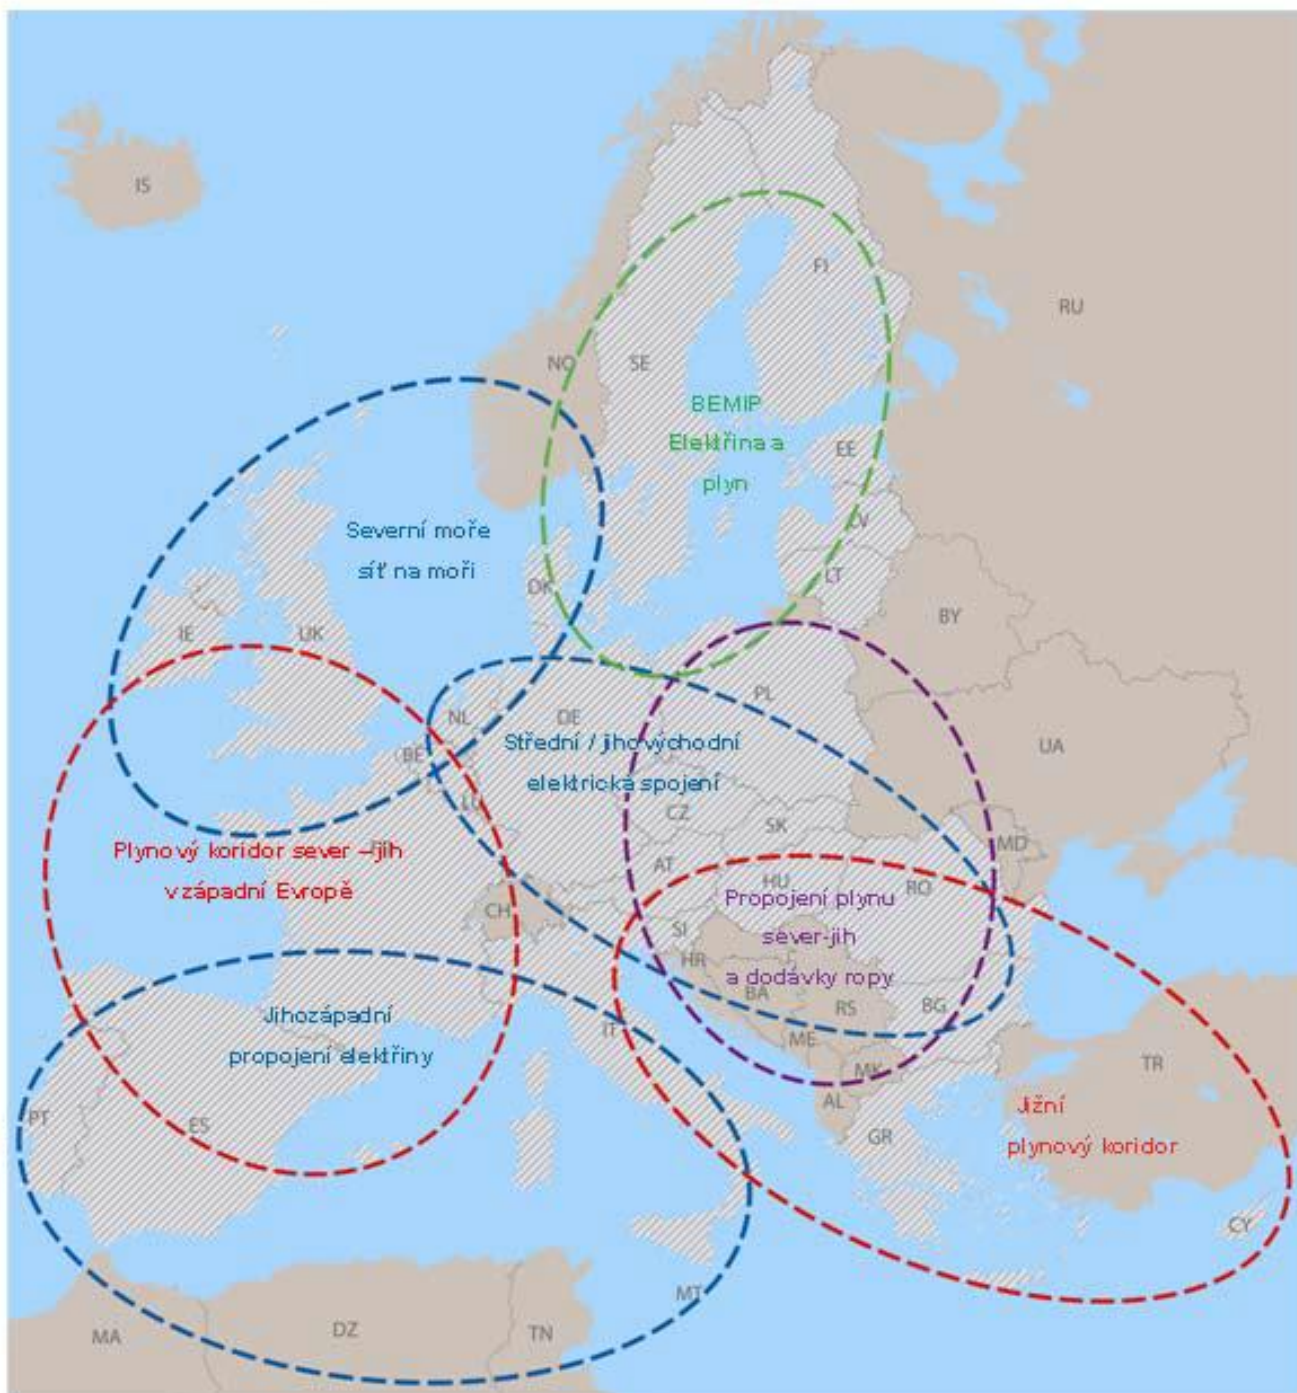 IS
RU
FI
NO
SE
BEMIP
Elektřina a
plyn
EE
Severní moře
síť na moři
LV
LT
DK
BY
IE
UK
PL
NL
DE
BE
Střední / jihovýchodní
elektrická spojení
UA
LU
CZ
SK
MD
Plynový koridor sever –jih
v západní Evropě
AT
HU
RO
CH
Propojení plynu
sever-jih
a dodávky ropy
SI
HR
BA
RS
BG
Jihozápadní
propojení elektřiny
IT
ME
MK
TR
PT
ES
AL
GR
Jižní
plynový koridor
CY
MT
MA
DZ
TN